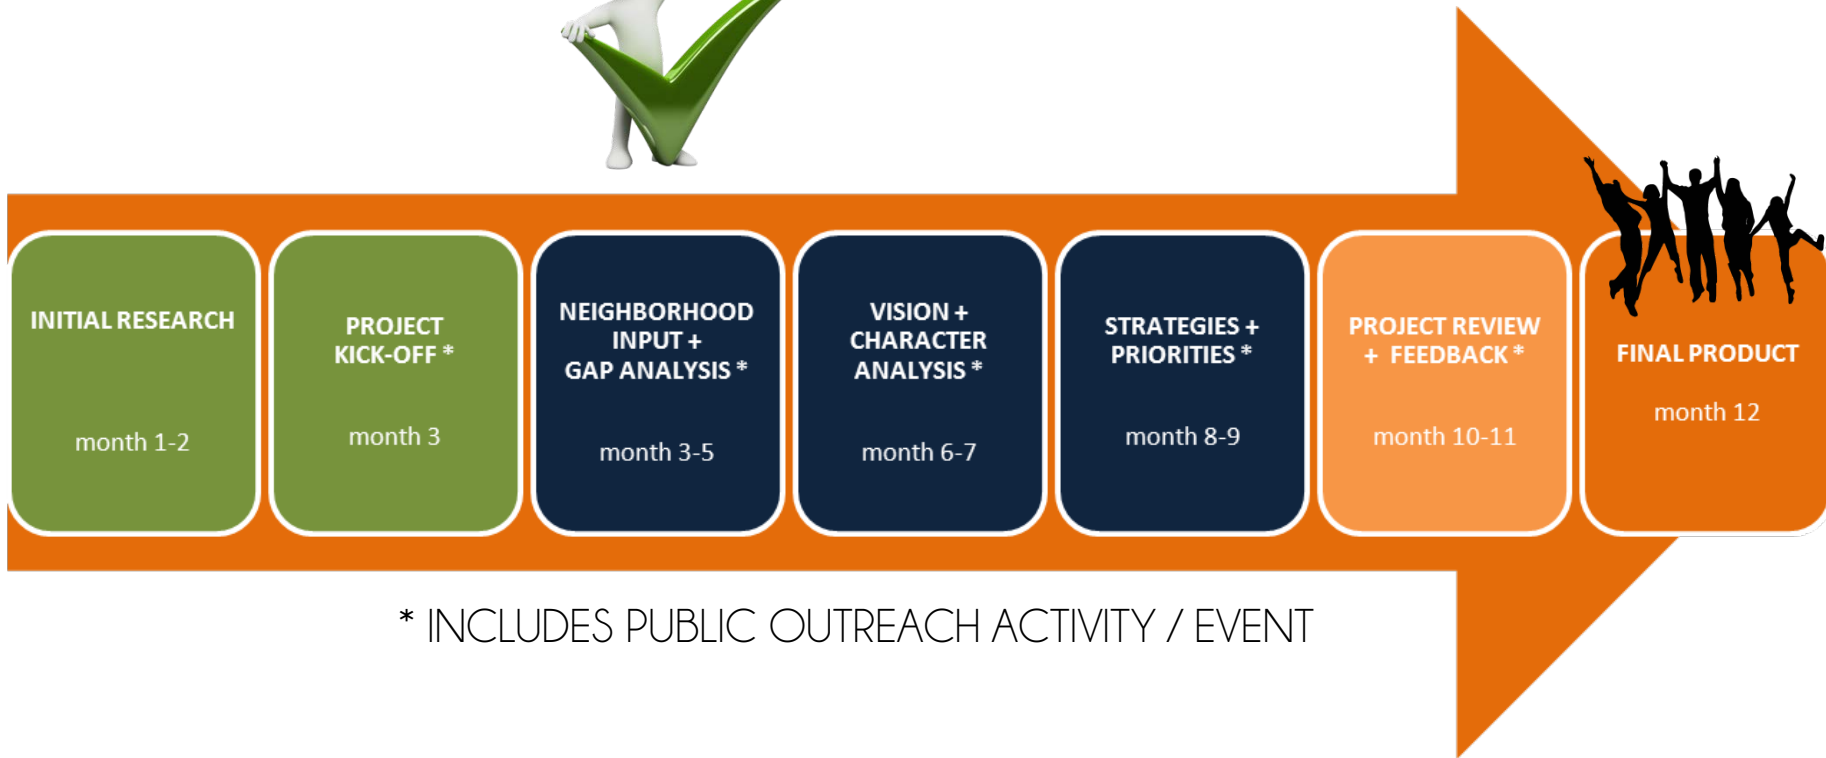 INITIAL RESEARCH
month 1-2
PROJECT
KICK-OFF *
month 3
NEIGHBORHOOD
INPUT +
GAP ANALYSIS *
month 3-5
VISION +
CHARACTER
ANALYSIS *
month 6-7
STRATEGIES +
PRIORITIES *
month 8-9
PROJECT REVIEW
+ FEEDBACK *
month 10-11
FINAL PRODUCT
month 12
* INCLUDES PUBLIC OUTREACH ACTIVITY / EVENT